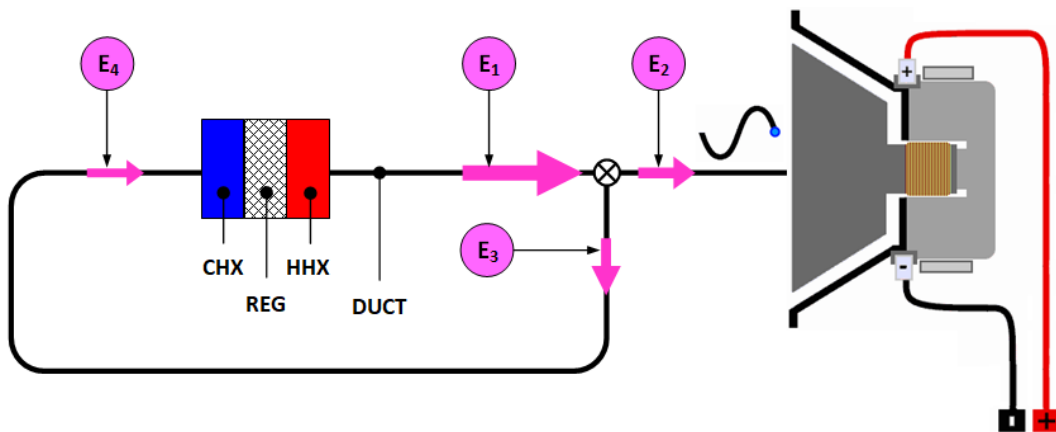 E₄
E₁
E₂
+
E₃
CHX
HHX
REG
DUCT
-
+